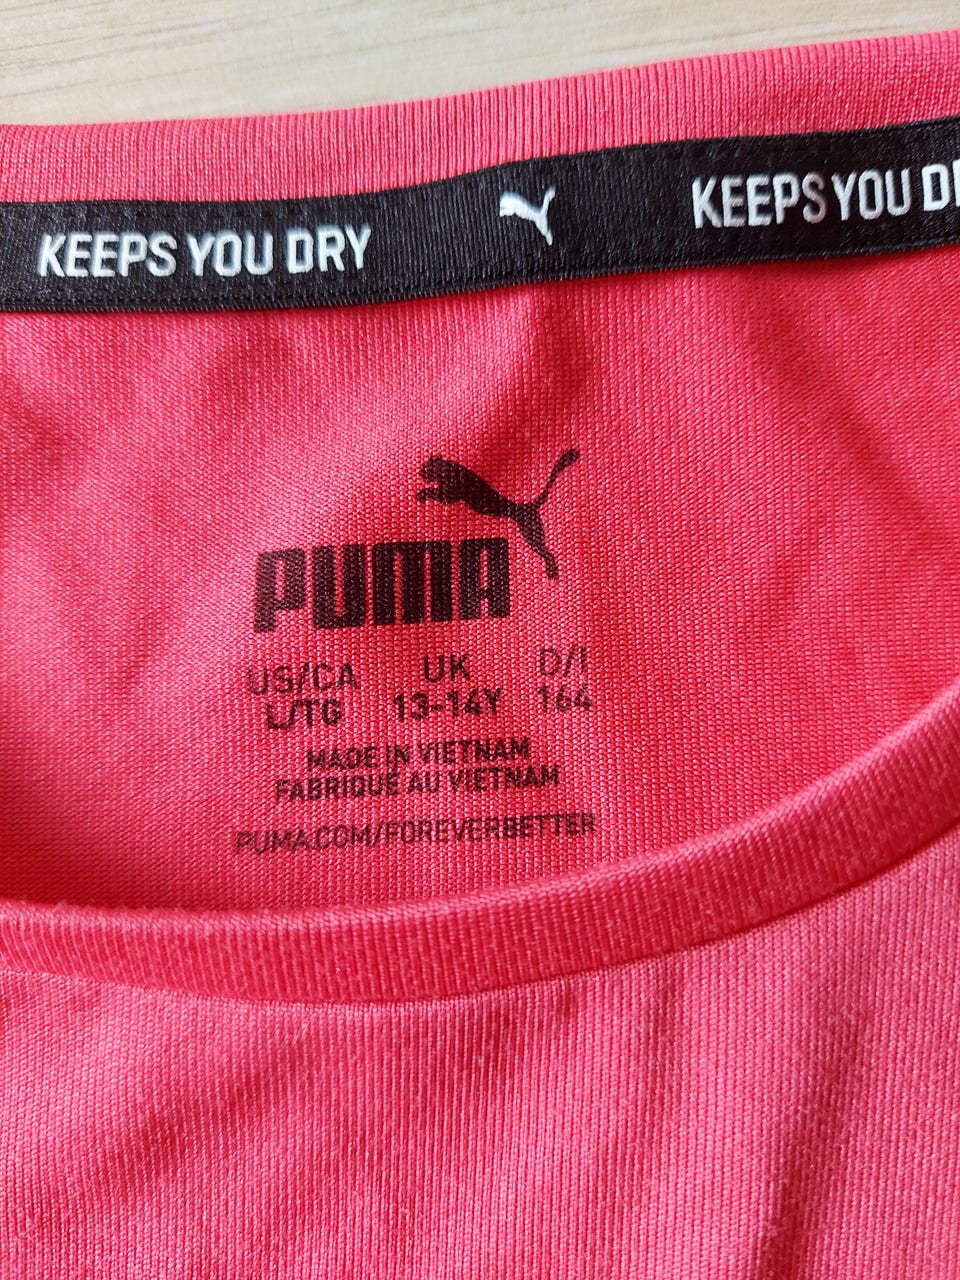 KEEPS YOU DRY KEEPS YOU
PUMA
US/CA UK D/I
L/TG 13-14Y 164
MADE IN VIETNAM
FABRIQUÉ AU VIETNAM
PUMA.COM/FOREVERBETTER